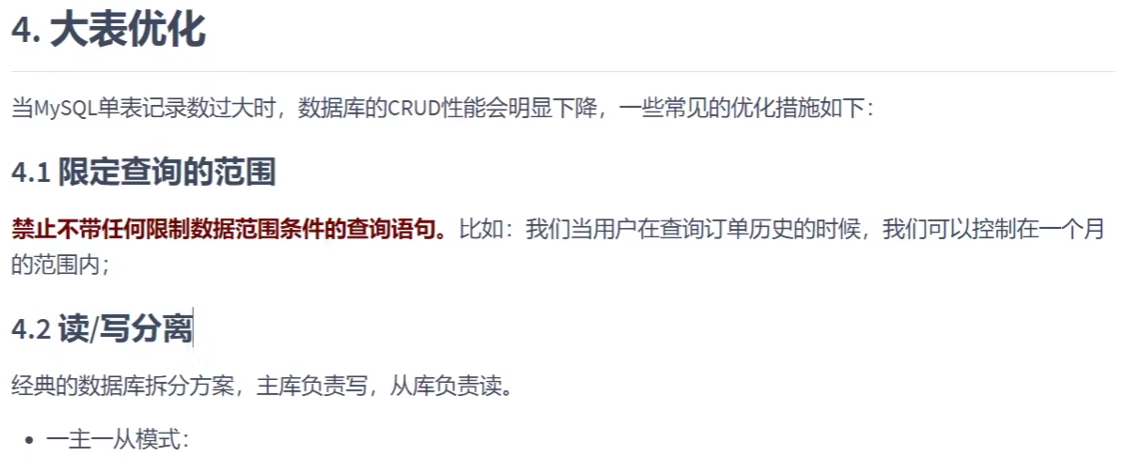 4. 大表优化
当MySQL单表记录数过大时，数据库的CRUD性能会明显下降，一些常见的优化措施如下：
4.1 限定查询的范围
禁止不带任何限制数据范围条件的查询语句。比如：我们当用户在查询订单历史的时候，我们可以控制在一个月
的范围内；
4.2 读/写分离
经典的数据库拆分方案，主库负责写，从库负责读。
• 一主一从模式：